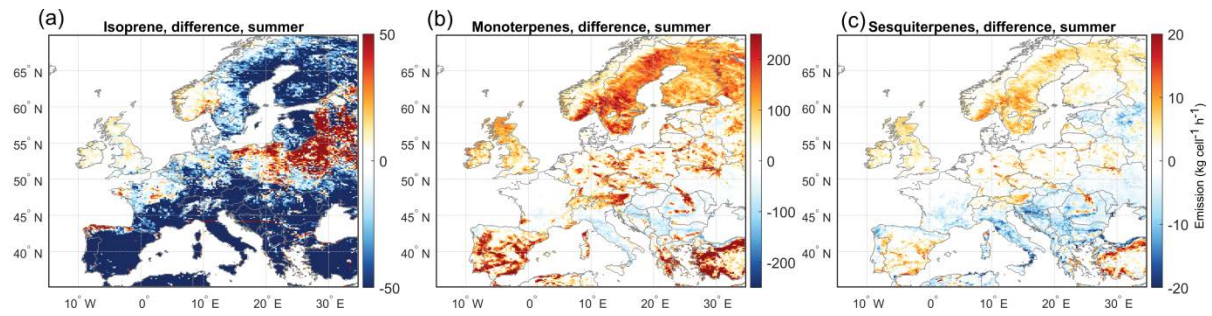 (a)
Isoprene, difference, summer
65° N
60° N
55° N
50° N
45° N
40° N
10° W
0°
10° E
20° E
30° E
50
0
-50
(b)
Monoterpenes, difference, summer
65° N
60° N
55° N
50° N
45° N
40° N
10° W
0°
10° E
20° E
30° E
200
100
0
-100
-200
(c)
Sesquiterpenes, difference, summer
65° N
60° N
55° N
50° N
45° N
40° N
10° W
0°
10° E
20° E
30° E
20
10
0
-10
-20
Emission (kg cell⁻¹ h⁻¹)